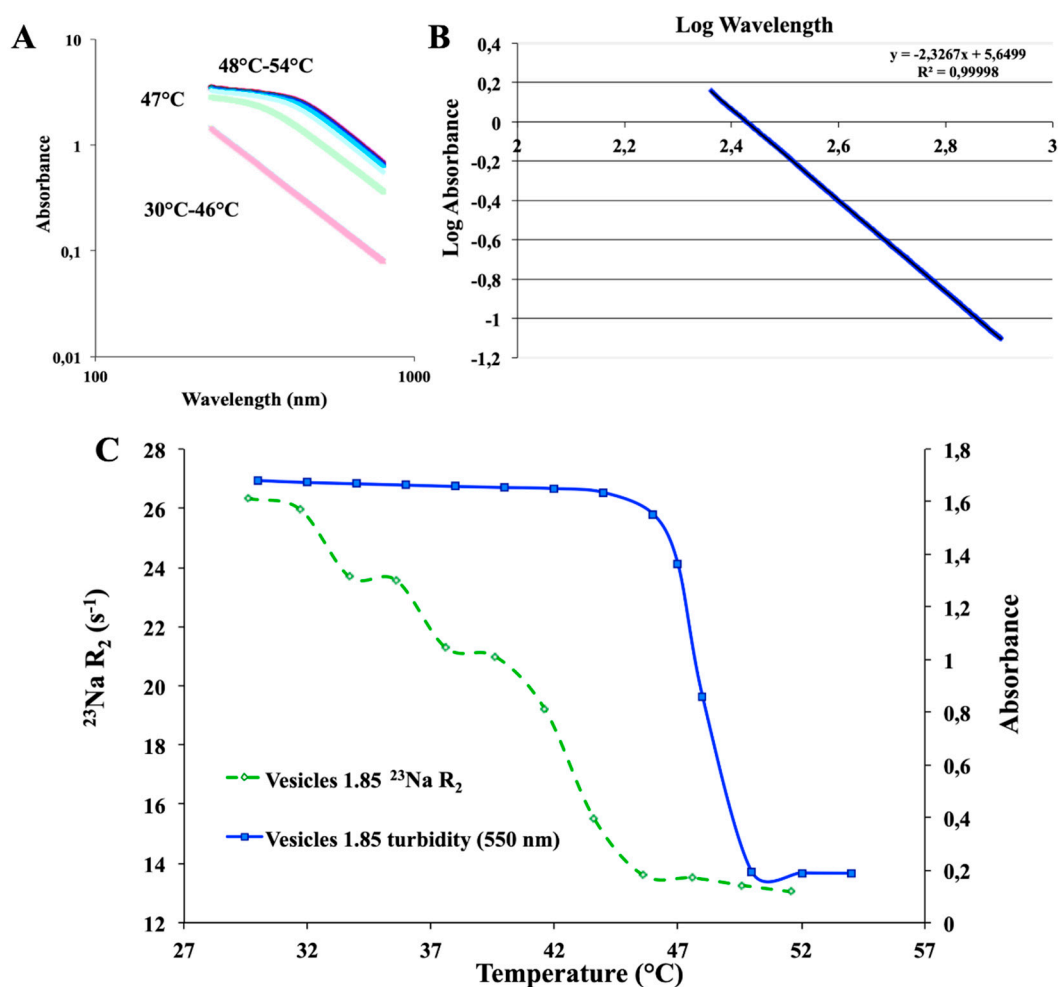 A
10
1
0,1
0,01
100
1000
Absorbance
Wavelength (nm)
48°C-54°C
47°C
30°C-46°C
B
Log Wavelength
y = -2,3267x + 5,6499
R² = 0,99998
0,4
0,2
0
-0,2
-0,4
-0,6
-0,8
-1
-1,2
2
2,2
2,4
2,6
2,8
3
Log Absorbance
C
28
26
24
22
20
18
16
14
12
²³Na R₂ (s⁻¹)
1,8
1,6
1,4
1,2
1
0,8
0,6
0,4
0,2
0
Absorbance
Vesicles 1.85 ²³Na R₂
Vesicles 1.85 turbidity (550 nm)
27
32
37
42
47
52
57
Temperature (°C)